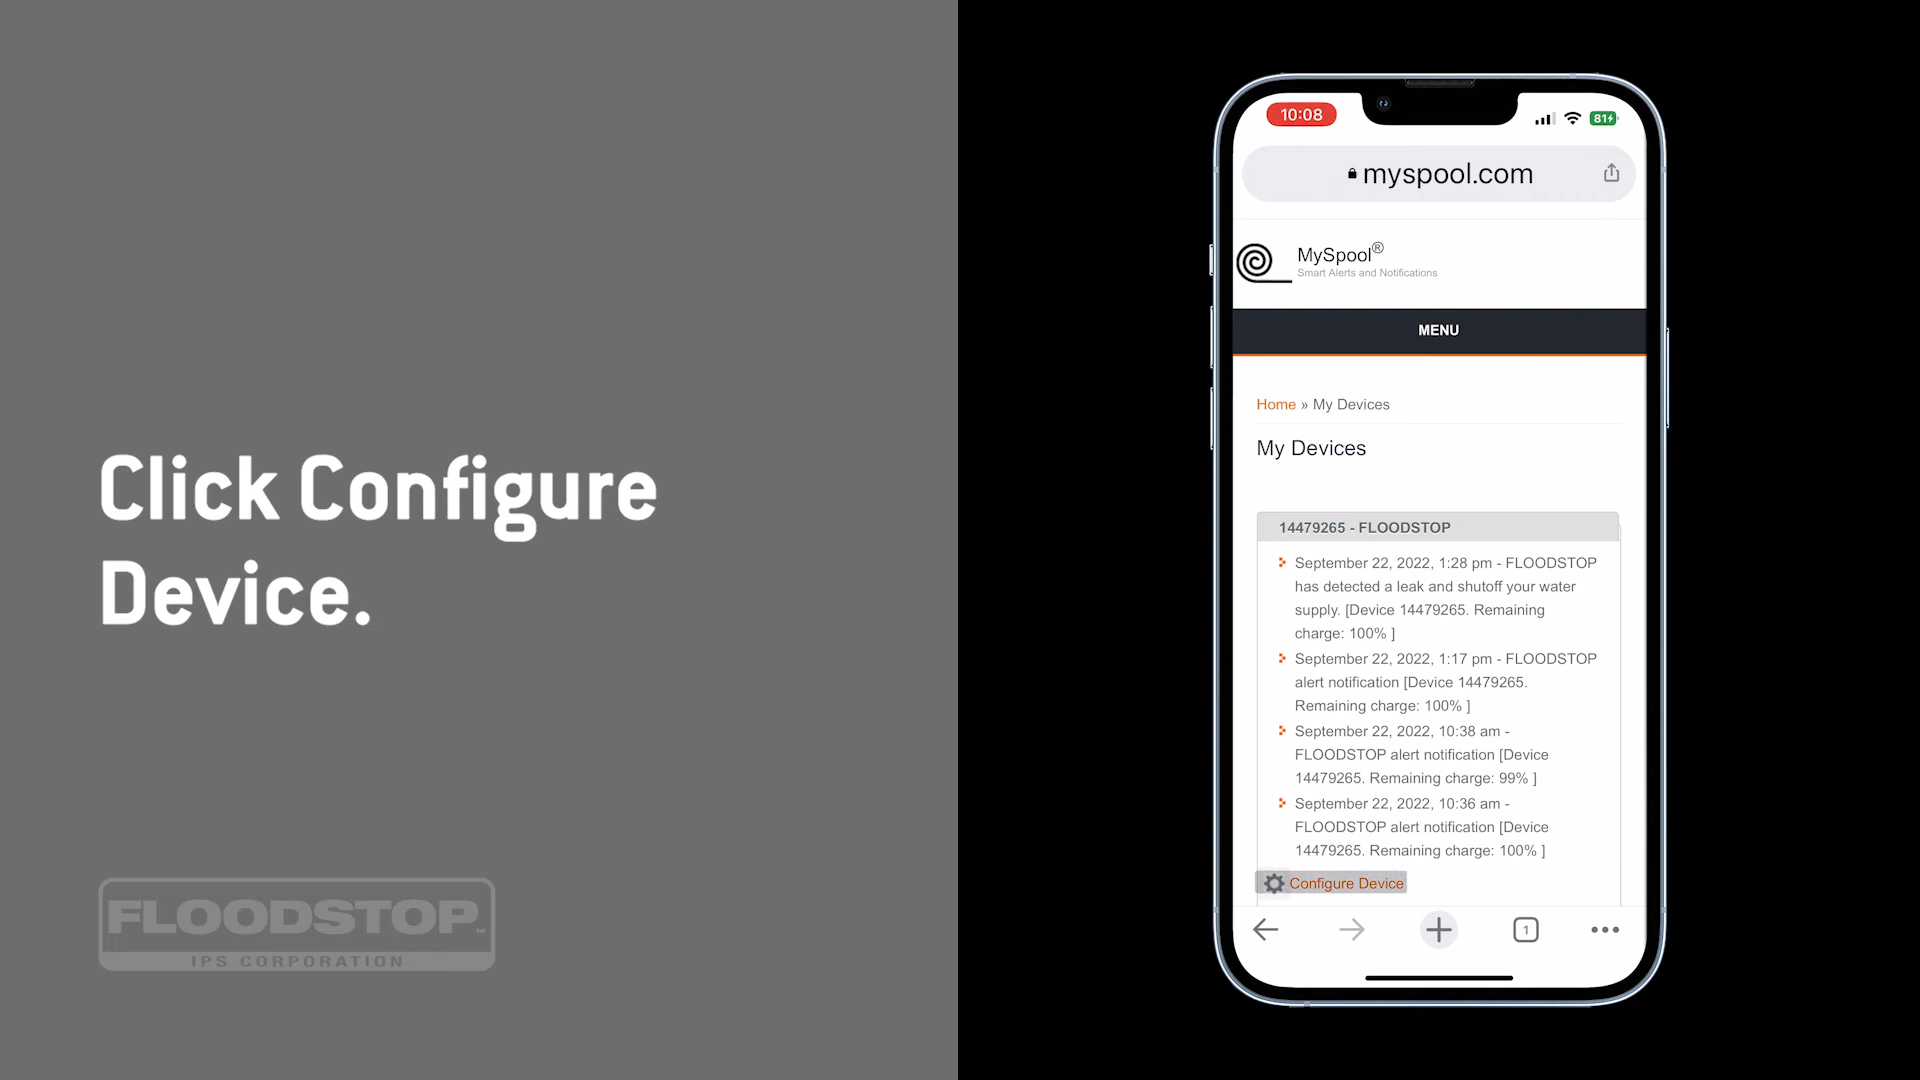 Click Configure
Device.
FLOODSTOP™
IPS CORPORATION
10:08
81
myspool.com
MySpool®
Smart Alerts and Notifications
MENU
Home » My Devices
My Devices
14479265 - FLOODSTOP
September 22, 2022, 1:28 pm - FLOODSTOP
has detected a leak and shutoff your water
supply. [Device 14479265. Remaining
charge: 100% ]
September 22, 2022, 1:17 pm - FLOODSTOP
alert notification [Device 14479265.
Remaining charge: 100% ]
September 22, 2022, 10:38 am -
FLOODSTOP alert notification [Device
14479265. Remaining charge: 99% ]
September 22, 2022, 10:36 am -
FLOODSTOP alert notification [Device
14479265. Remaining charge: 100% ]
Configure Device
1